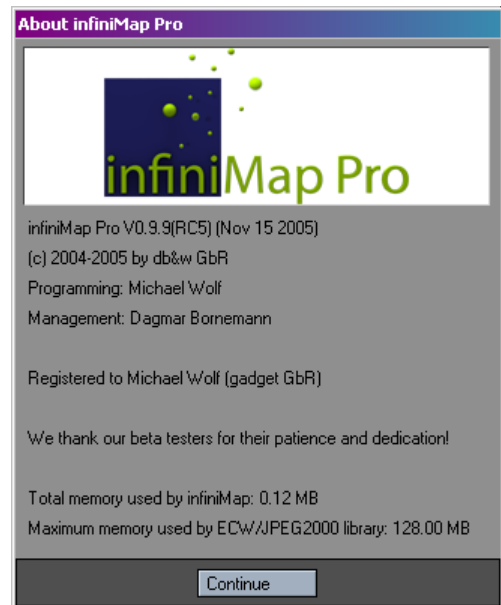 About infiniMap Pro
infiniMap Pro
infiniMap Pro V0.9.9(RC5) (Nov 15 2005)
(c) 2004-2005 by db&w GbR
Programming: Michael Wolf
Management: Dagmar Bornemann
Registered to Michael Wolf (gadget GbR)
We thank our beta testers for their patience and dedication!
Total memory used by infiniMap: 0.12 MB
Maximum memory used by ECW/JPEG2000 library: 128.00 MB
Continue